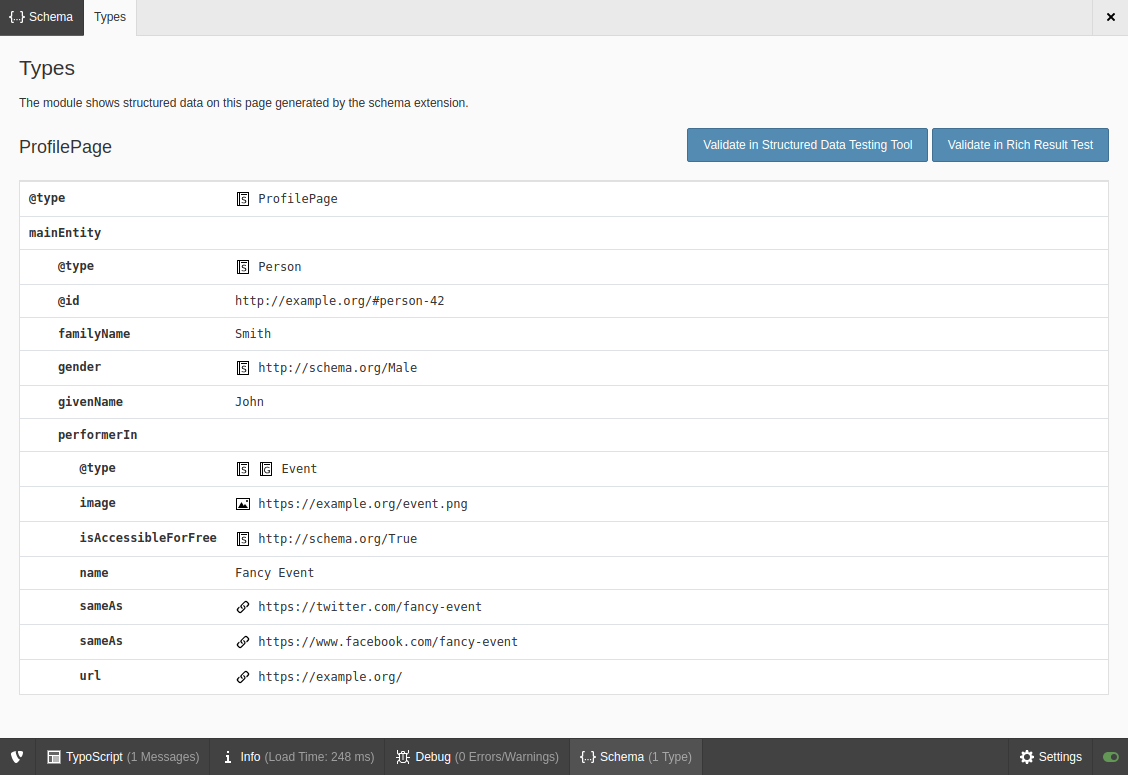 {...} Schema Types ×
Types
The module shows structured data on this page generated by the schema extension.
ProfilePage Validate in Structured Data Testing Tool Validate in Rich Result Test
@type S ProfilePage
mainEntity
@type S Person
@id http://example.org/#person-42
familyName Smith
gender S http://schema.org/Male
givenName John
performerIn
@type S G Event
image https://example.org/event.png
isAccessibleForFree S http://schema.org/True
name Fancy Event
sameAs https://twitter.com/fancy-event
sameAs https://www.facebook.com/fancy-event
url https://example.org/
TypoScript (1 Messages) i Info (Load Time: 248 ms) Debug (0 Errors/Warnings) {...} Schema (1 Type) Settings